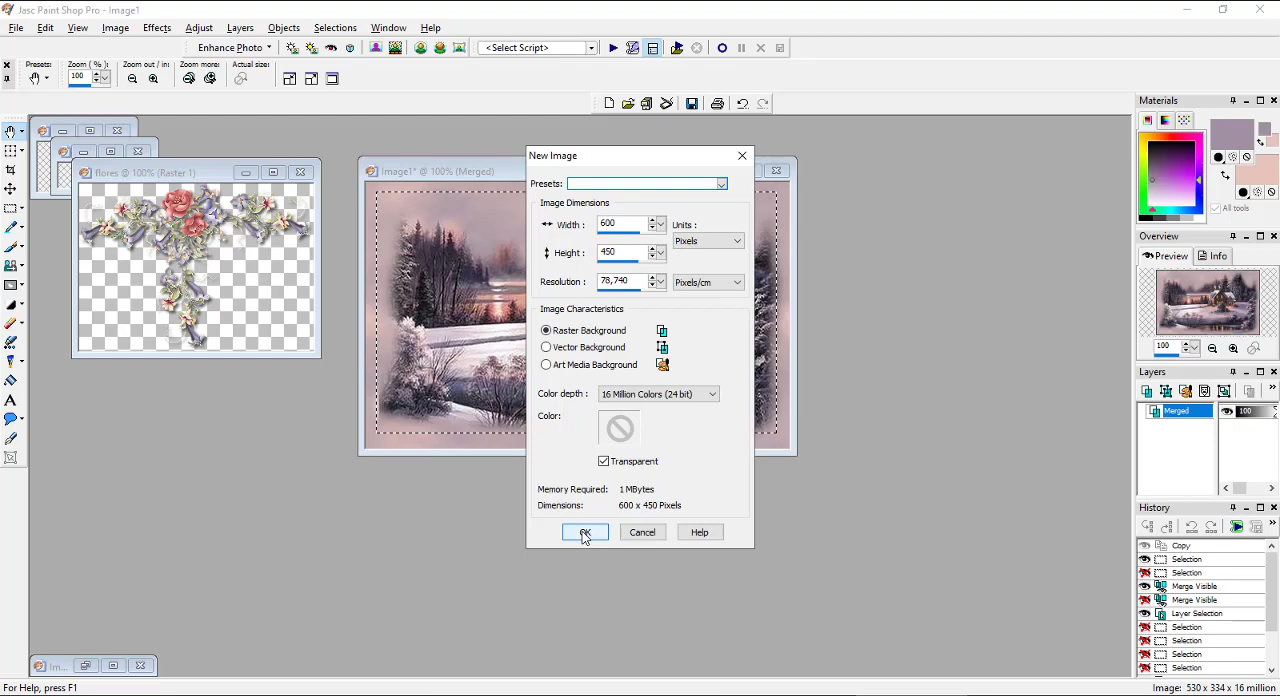 Jasc Paint Shop Pro - Image1
File Edit View Image Effects Adjust Layers Objects Selections Window Help
Enhance Photo <Select Script>
Presets: Zoom (%): Zoom out / in: Zoom more: Actual size:
100
flores @ 100% (Raster 1)
Image1* @ 100% (Merged)
New Image
Presets:
Image Dimensions
Width: 600 Units:
Pixels
Height: 450
Resolution: 78,740 Pixels/cm
Image Characteristics
Raster Background
Vector Background
Art Media Background
Color depth: 16 Million Colors (24 bit)
Color:
Transparent
Memory Required: 1 MBytes
Dimensions: 600 x 450 Pixels
OK Cancel Help
Materials
All tools
Overview
Preview Info
100
Layers
Merged 100
History
Copy
Selection
Selection
Merge Visible
Merge Visible
Layer Selection
Selection
Selection
Selection
Selection
Im...
For Help, press F1
Image: 530 x 334 x 16 million